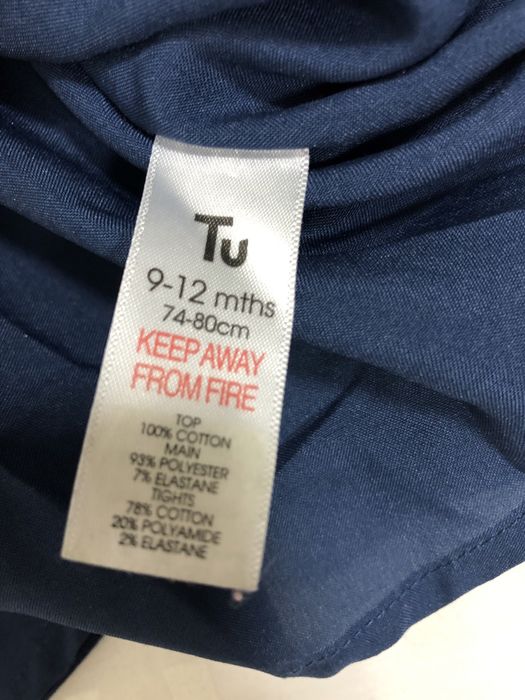 Tu
9-12 mths
74-80cm
KEEP AWAY
FROM FIRE
TOP
100% COTTON
MAIN
93% POLYESTER
7% ELASTANE
TIGHTS
78% COTTON
20% POLYAMIDE
2% ELASTANE